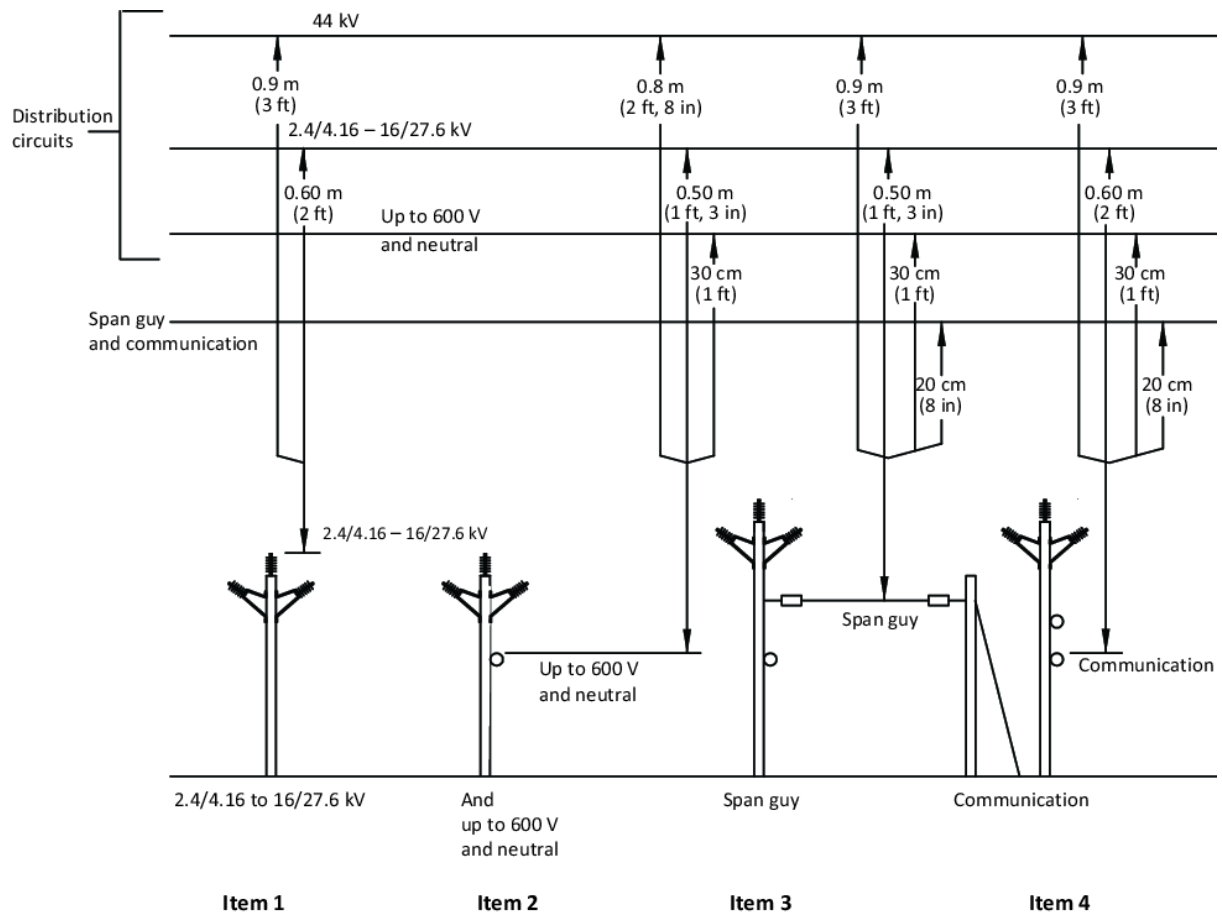 44 kV
0.9 m
(3 ft)
0.8 m
(2 ft, 8 in)
0.9 m
(3 ft)
0.9 m
(3 ft)
Distribution
circuits
2.4/4.16 – 16/27.6 kV
0.60 m
(2 ft)
0.50 m
(1 ft, 3 in)
0.50 m
(1 ft, 3 in)
0.60 m
(2 ft)
Up to 600 V
and neutral
30 cm
(1 ft)
30 cm
(1 ft)
30 cm
(1 ft)
Span guy
and communication
20 cm
(8 in)
20 cm
(8 in)
2.4/4.16 – 16/27.6 kV
Span guy
Up to 600 V
and neutral
Communication
2.4/4.16 to 16/27.6 kV
And
up to 600 V
and neutral
Span guy
Communication
Item 1
Item 2
Item 3
Item 4